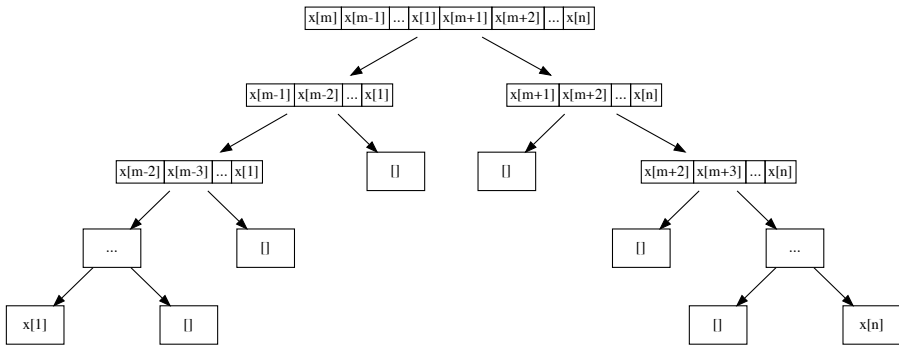 x[m] x[m-1] ... x[1] x[m+1] x[m+2] ... x[n]
x[m-1] x[m-2] ... x[1]
x[m+1] x[m+2] ... x[n]
x[m-2] x[m-3] ... x[1]
[]
[]
x[m+2] x[m+3] ... x[n]
...
[]
[]
...
x[1]
[]
[]
x[n]